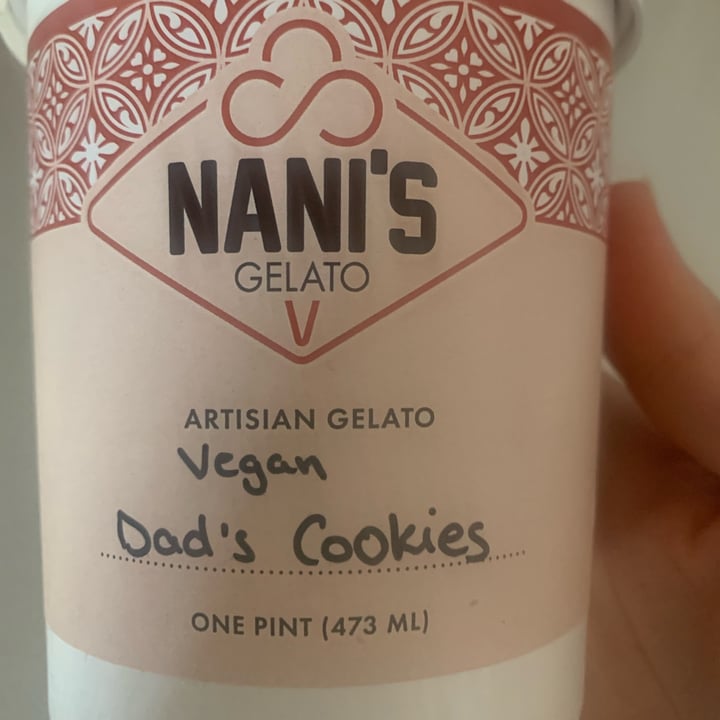 NANI'S
GELATO
V
ARTISIAN GELATO
Vegan
Dad's Cookies
ONE PINT (473 ML)